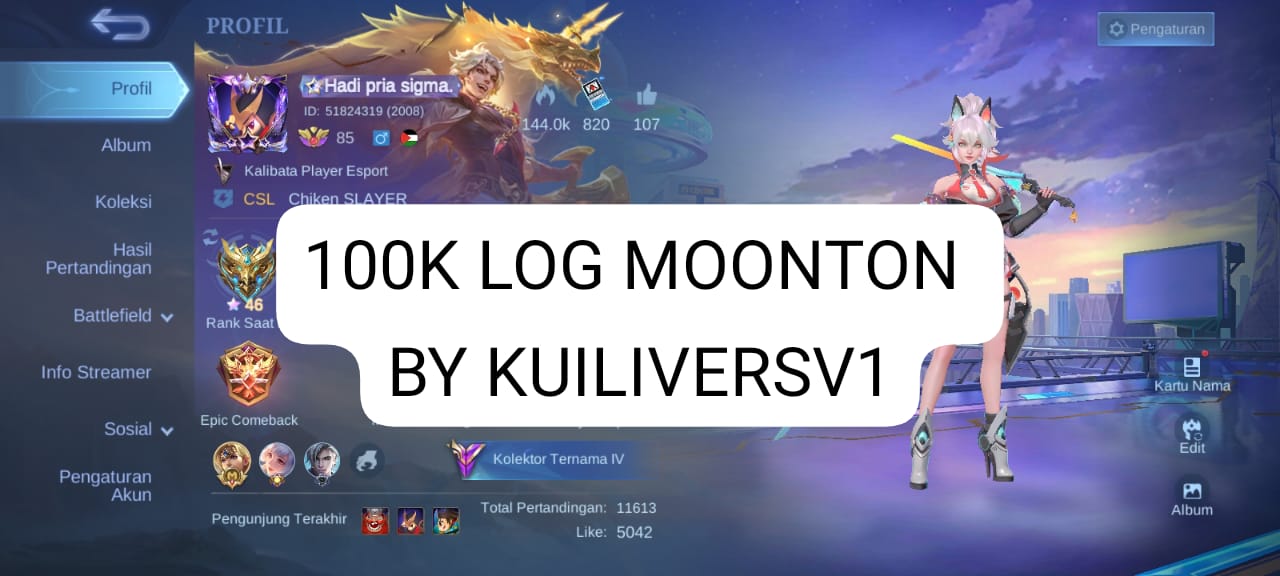 PROFIL
Pengaturan
Profil
Hadi pria sigma.
ID: 51824319 (2008)
144.0k 820 107
85
Album
Kalibata Player Esport
Koleksi
CSL Chiken SLAYER
Hasil
Pertandingan
100K LOG MOONTON
BY KUILIVERSV1
46
Battlefield
Rank Saat
Info Streamer
Kartu Nama
Epic Comeback
Sosial
Edit
Kolektor Ternama IV
Pengaturan
Akun
Album
Total Pertandingan: 11613
Pengunjung Terakhir
Like: 5042